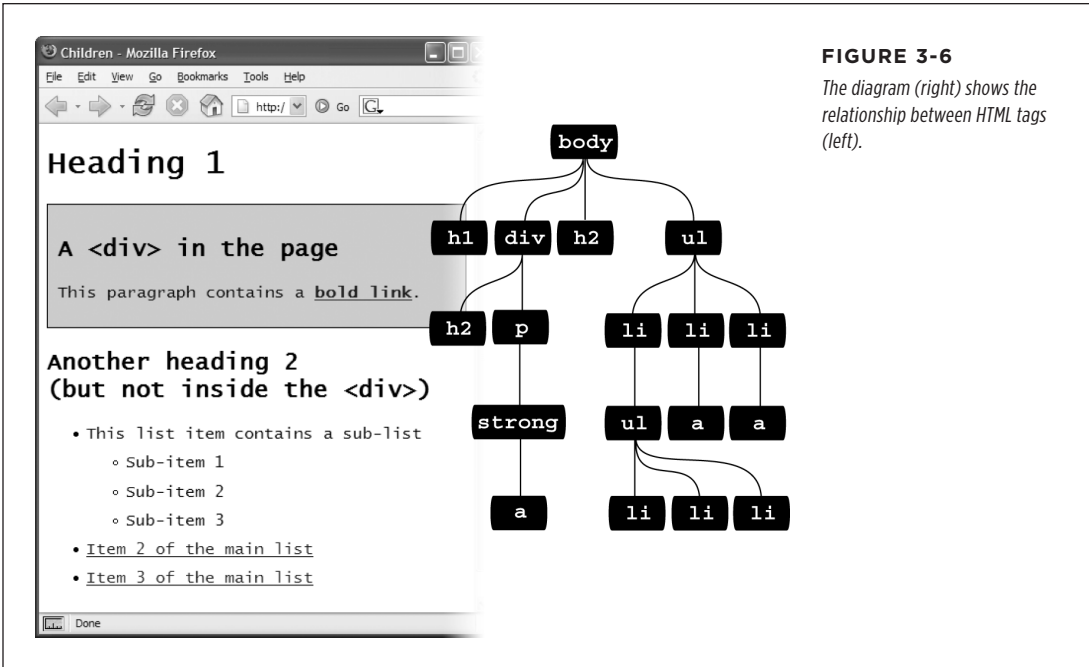 Children - Mozilla Firefox
File Edit View Go Bookmarks Tools Help
http:/ Go G
Heading 1
A <div> in the page
This paragraph contains a bold link.
Another heading 2
(but not inside the <div>)
• This list item contains a sub-list
◦ Sub-item 1
◦ Sub-item 2
◦ Sub-item 3
• Item 2 of the main list
• Item 3 of the main list
Done
body
h1 div h2 ul
h2 p li li li
strong ul a a
a li li li
FIGURE 3-6
The diagram (right) shows the
relationship between HTML tags
(left).